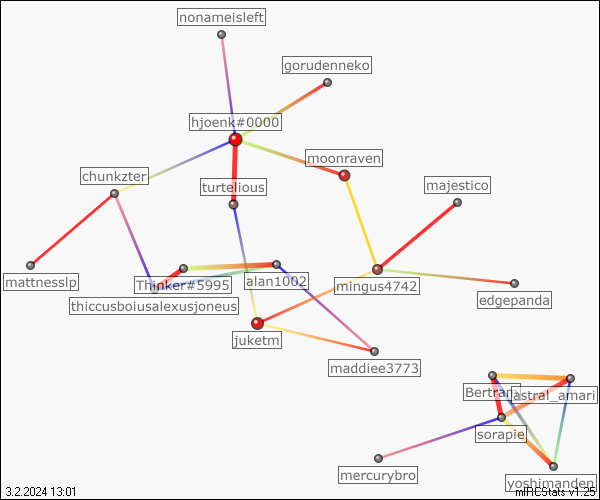 nonameisleft
gorudenneko
hjoenk#0000
moonraven
chunkzter
turtelious
majestico
mattnesslp
Thinker#5995
alan1002
mingus4742
edgepanda
thiccusboiusalexusjoneus
juketm
maddiee3773
Bertram
astral_amari
sorapie
mercurybro
yoshimanden
3.2.2024 13:01
mIRCStats v1.25